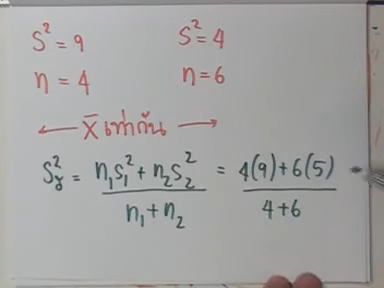 S² = 9 S² = 4
n = 4 n = 6
← x̄ เท่ากัน →
S²ᵣ = n₁s₁² + n₂s₂² / n₁ + n₂ = 4(9)+6(5) / 4+6